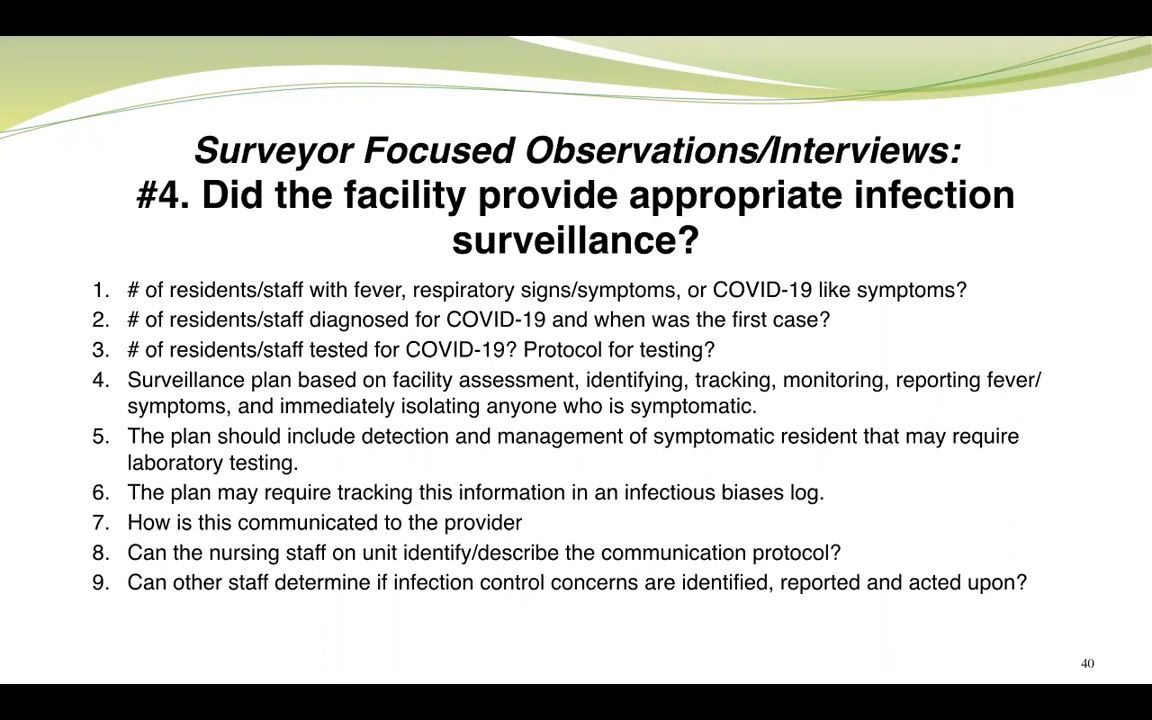 Surveyor Focused Observations/Interviews:
#4. Did the facility provide appropriate infection
surveillance?
1. # of residents/staff with fever, respiratory signs/symptoms, or COVID-19 like symptoms?
2. # of residents/staff diagnosed for COVID-19 and when was the first case?
3. # of residents/staff tested for COVID-19? Protocol for testing?
4. Surveillance plan based on facility assessment, identifying, tracking, monitoring, reporting fever/
symptoms, and immediately isolating anyone who is symptomatic.
5. The plan should include detection and management of symptomatic resident that may require
laboratory testing.
6. The plan may require tracking this information in an infectious biases log.
7. How is this communicated to the provider
8. Can the nursing staff on unit identify/describe the communication protocol?
9. Can other staff determine if infection control concerns are identified, reported and acted upon?
40